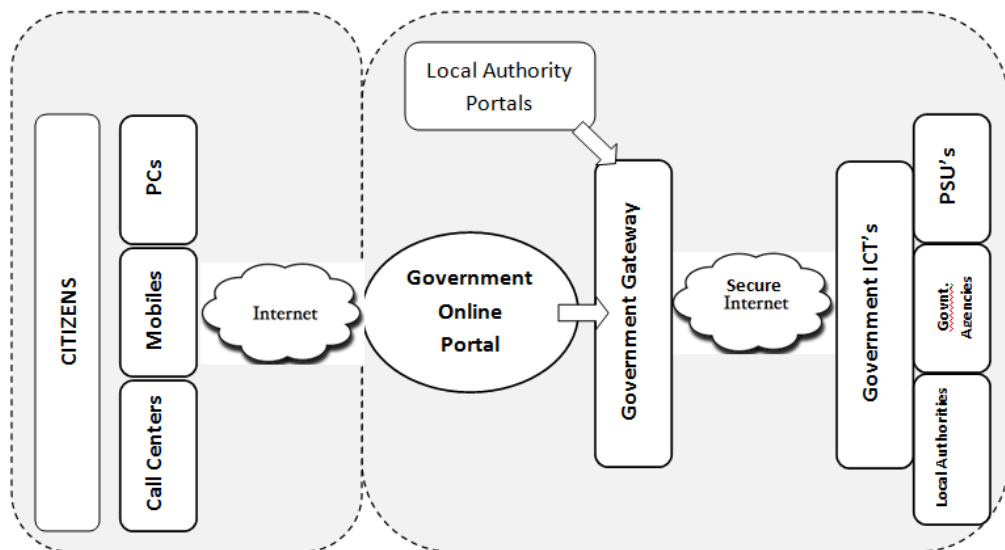 CITIZENS
PCs
Mobiles
Call Centers
Internet
Local Authority
Portals
Government
Online
Portal
Government Gateway
Secure
Internet
Government ICT's
PSU's
Govnt.
Agencies
Local Authorities